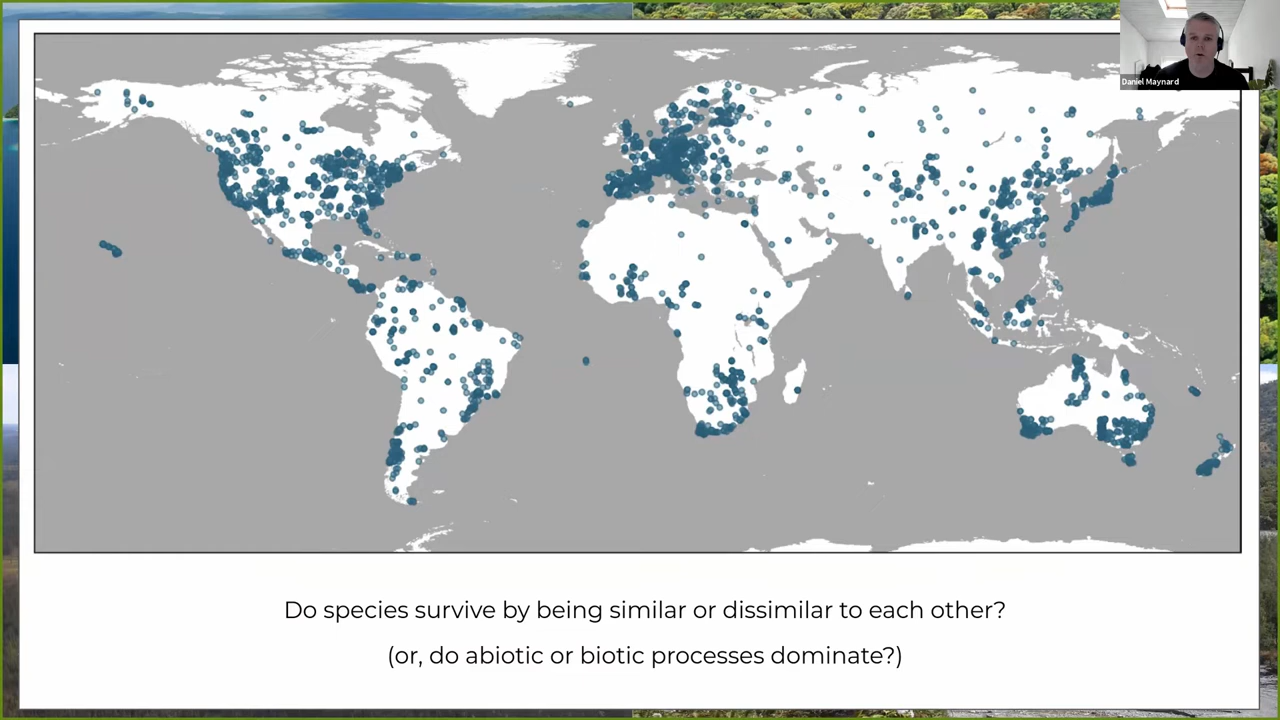 Daniel Maynard
Do species survive by being similar or dissimilar to each other?
(or, do abiotic or biotic processes dominate?)